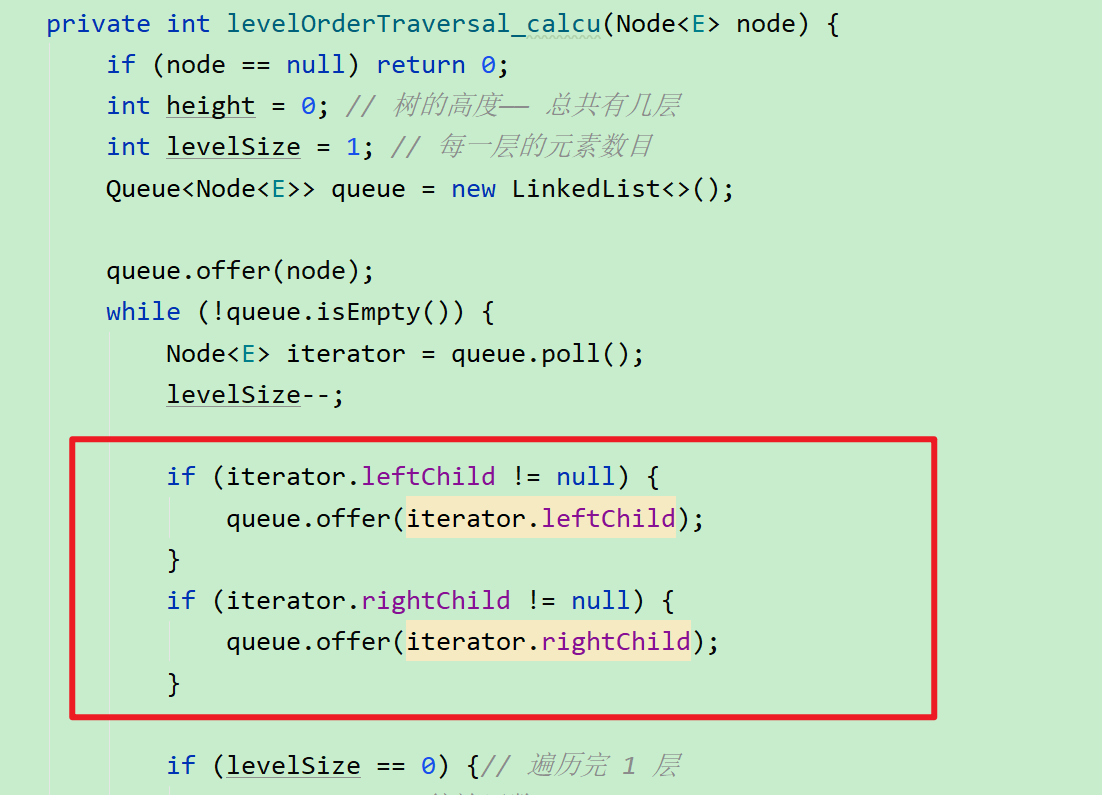 private int levelOrderTraversal_calcu(Node<E> node) {
if (node == null) return 0;
int height = 0; // 树的高度— 总共有几层
int levelSize = 1; // 每一层的元素数目
Queue<Node<E>> queue = new LinkedList<>();
queue.offer(node);
while (!queue.isEmpty()) {
Node<E> iterator = queue.poll();
levelSize--;
if (iterator.leftChild != null) {
queue.offer(iterator.leftChild);
}
if (iterator.rightChild != null) {
queue.offer(iterator.rightChild);
}
if (levelSize == 0) {// 遍历完 1 层